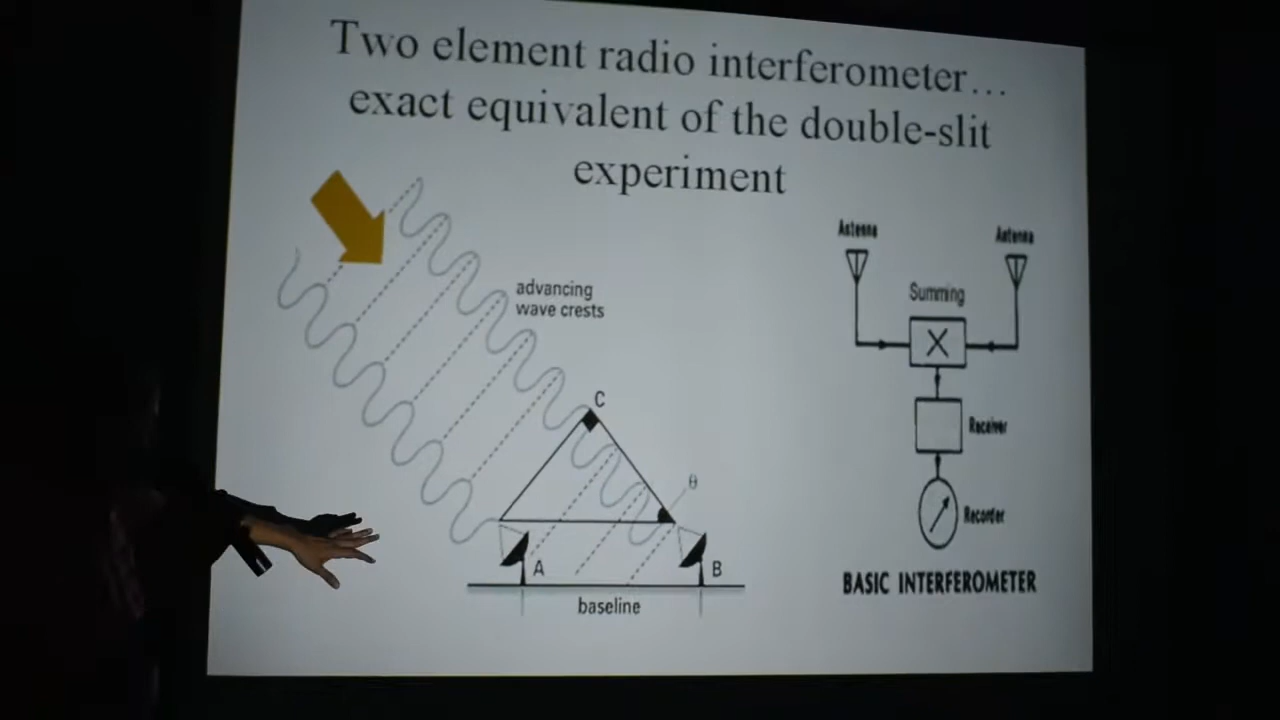 Two element radio interferometer...
exact equivalent of the double-slit
experiment
advancing
wave crests
C
θ
A
B
baseline
Antenna
Antenna
Summing
X
Receiver
Recorder
BASIC INTERFEROMETER